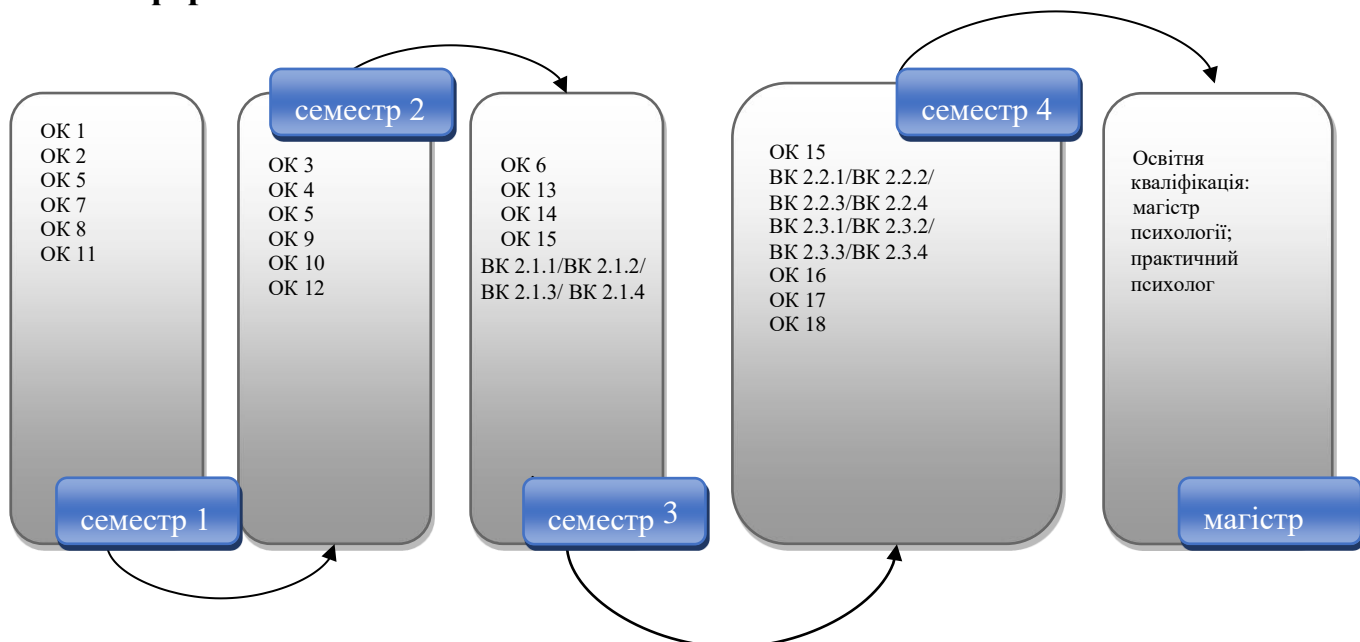 ОК 1
ОК 2
ОК 5
ОК 7
ОК 8
ОК 11
семестр 1
семестр 2
ОК 3
ОК 4
ОК 5
ОК 9
ОК 10
ОК 12
ОК 6
ОК 13
ОК 14
ОК 15
ВК 2.1.1/ВК 2.1.2/
ВК 2.1.3/ ВК 2.1.4
семестр 3
семестр 4
ОК 15
ВК 2.2.1/ВК 2.2.2/
ВК 2.2.3/ВК 2.2.4
ВК 2.3.1/ВК 2.3.2/
ВК 2.3.3/ВК 2.3.4
ОК 16
ОК 17
ОК 18
Освітня
кваліфікація:
магістр
психології;
практичний
психолог
магістр